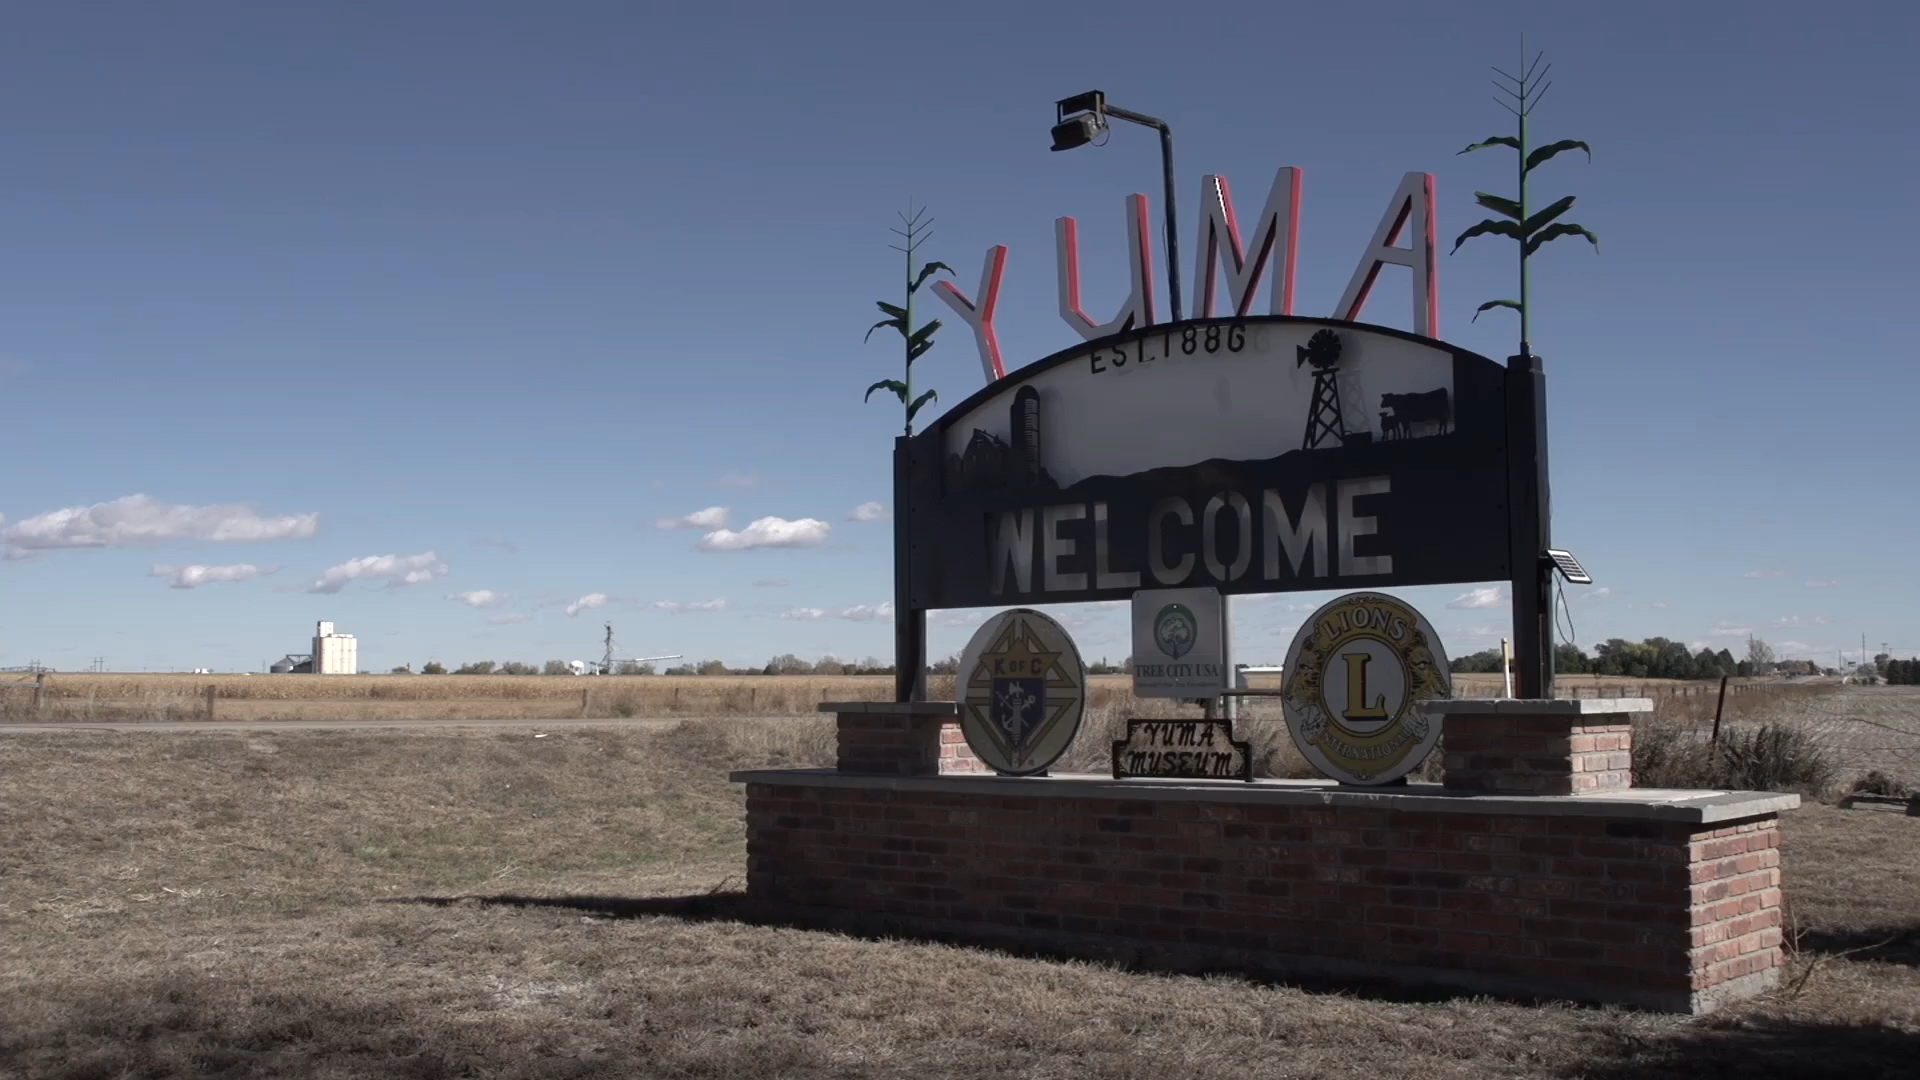 YUMA
EST. 1886
WELCOME
K OF C
TREE CITY USA
LIONS
L
INTERNATIONAL
YUMA
MUSEUM